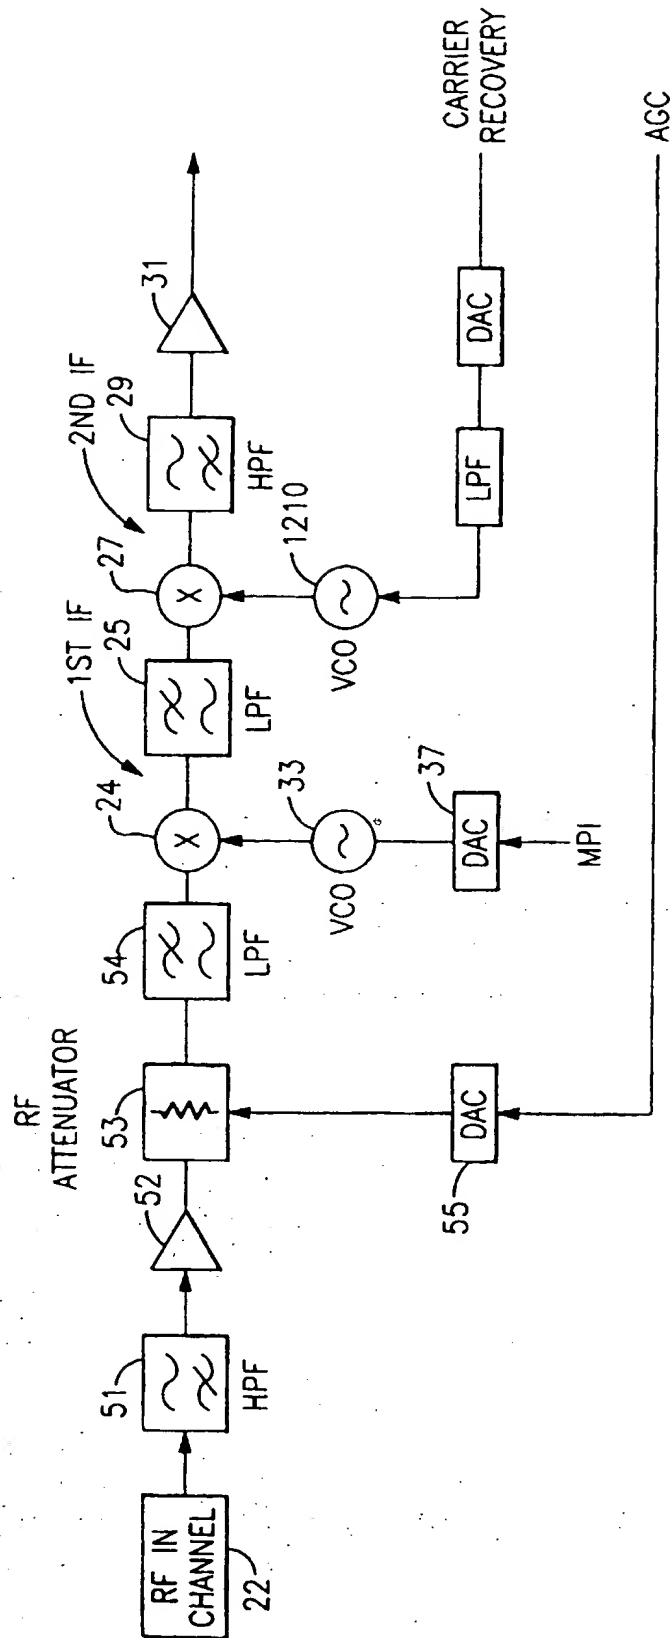 RF IN
CHANNEL
22
51
HPF
52
RF
ATTENUATOR
53
DAC
55
54
LPF
24
1ST IF
33
VCO
37
DAC
MPI
25
LPF
27
2ND IF
1210
VCO
29
HPF
31
LPF
DAC
CARRIER
RECOVERY
AGC